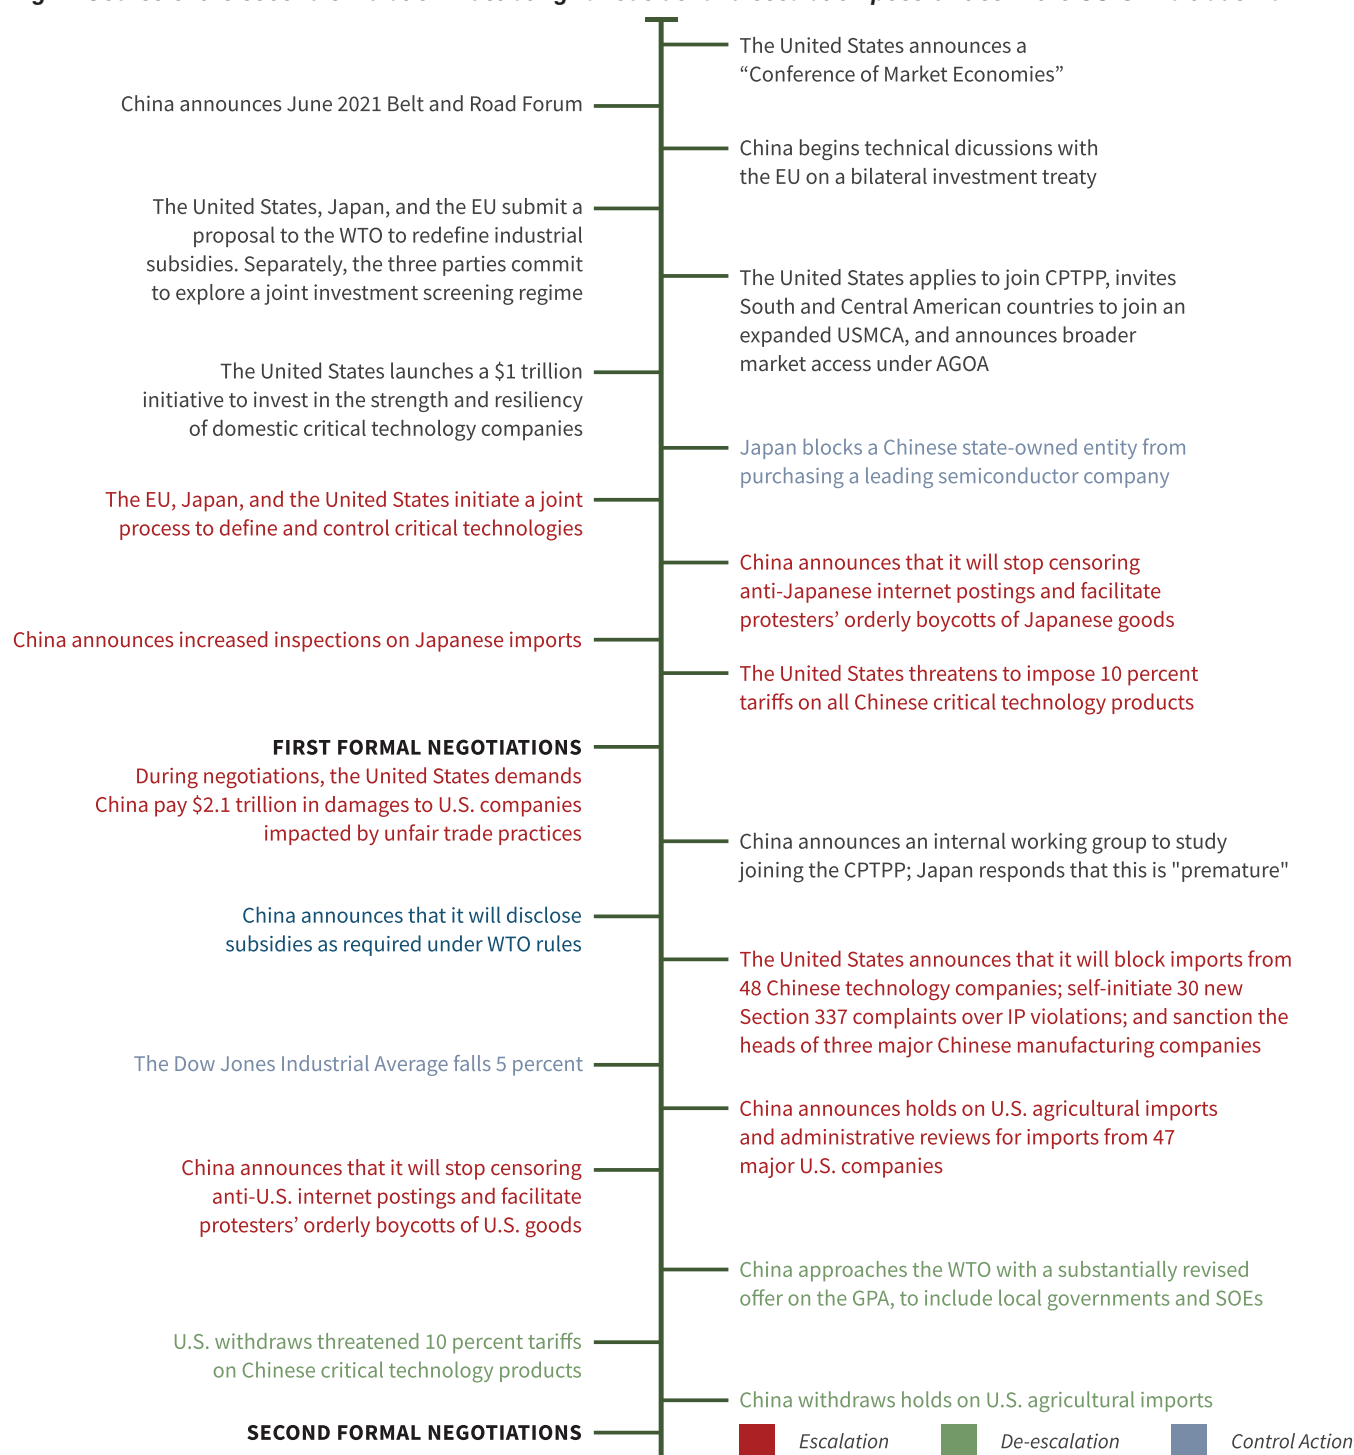 The United States announces a
“Conference of Market Economies”
China announces June 2021 Belt and Road Forum
China begins technical dicussions with
the EU on a bilateral investment treaty
The United States, Japan, and the EU submit a
proposal to the WTO to redefine industrial
subsidies. Separately, the three parties commit
to explore a joint investment screening regime
The United States applies to join CPTPP, invites
South and Central American countries to join an
expanded USMCA, and announces broader
market access under AGOA
The United States launches a $1 trillion
initiative to invest in the strength and resiliency
of domestic critical technology companies
Japan blocks a Chinese state-owned entity from
purchasing a leading semiconductor company
The EU, Japan, and the United States initiate a joint
process to define and control critical technologies
China announces that it will stop censoring
anti-Japanese internet postings and facilitate
protesters’ orderly boycotts of Japanese goods
China announces increased inspections on Japanese imports
The United States threatens to impose 10 percent
tariffs on all Chinese critical technology products
FIRST FORMAL NEGOTIATIONS
During negotiations, the United States demands
China pay $2.1 trillion in damages to U.S. companies
impacted by unfair trade practices
China announces an internal working group to study
joining the CPTPP; Japan responds that this is "premature"
China announces that it will disclose
subsidies as required under WTO rules
The United States announces that it will block imports from
48 Chinese technology companies; self-initiate 30 new
Section 337 complaints over IP violations; and sanction the
heads of three major Chinese manufacturing companies
The Dow Jones Industrial Average falls 5 percent
China announces holds on U.S. agricultural imports
and administrative reviews for imports from 47
major U.S. companies
China announces that it will stop censoring
anti-U.S. internet postings and facilitate
protesters’ orderly boycotts of U.S. goods
China approaches the WTO with a substantially revised
offer on the GPA, to include local governments and SOEs
U.S. withdraws threatened 10 percent tariffs
on Chinese critical technology products
China withdraws holds on U.S. agricultural imports
SECOND FORMAL NEGOTIATIONS
Escalation
De-escalation
Control Action